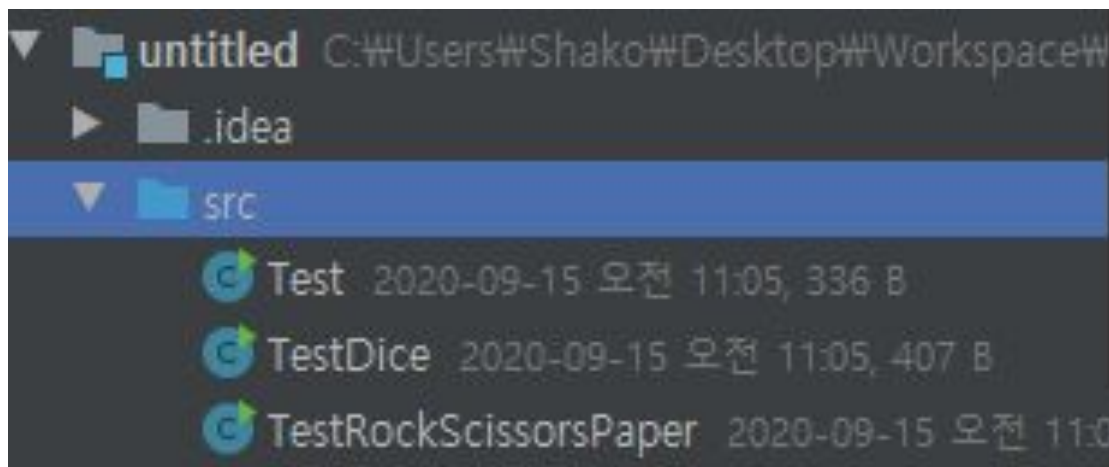 untitled C:₩Users₩Shako₩Desktop₩Workspace₩
.idea
src
Test 2020-09-15 오전 11:05, 336 B
TestDice 2020-09-15 오전 11:05, 407 B
TestRockScissorsPaper 2020-09-15 오전 11:0